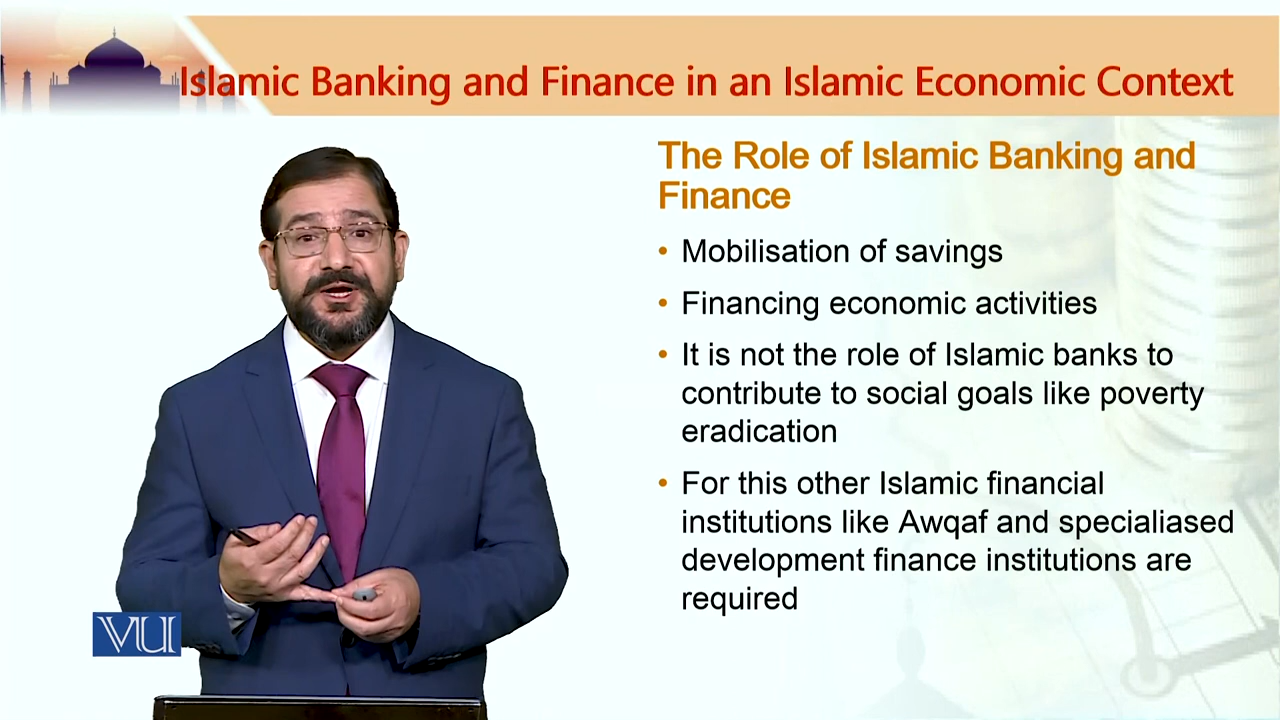 Islamic Banking and Finance in an Islamic Economic Context
The Role of Islamic Banking and
Finance
• Mobilisation of savings
• Financing economic activities
• It is not the role of Islamic banks to
contribute to social goals like poverty
eradication
• For this other Islamic financial
institutions like Awqaf and specialiased
development finance institutions are
required
VU